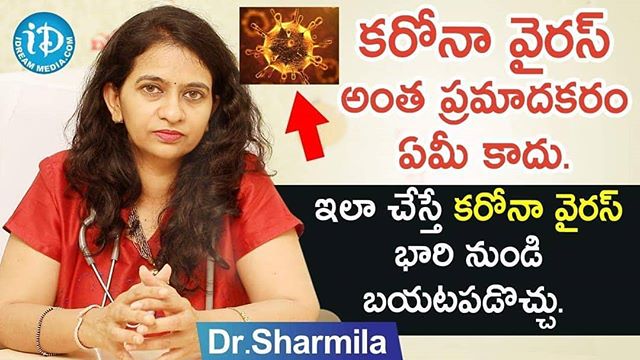 iD
iDREAM
MEDIA.COM
కరోనా వైరస్
అంత ప్రమాదకరం
ఏమీ కాదు.
ఇలా చేస్తే కరోనా వైరస్
భారి నుండి
బయటపడొచ్చు.
Dr.Sharmila